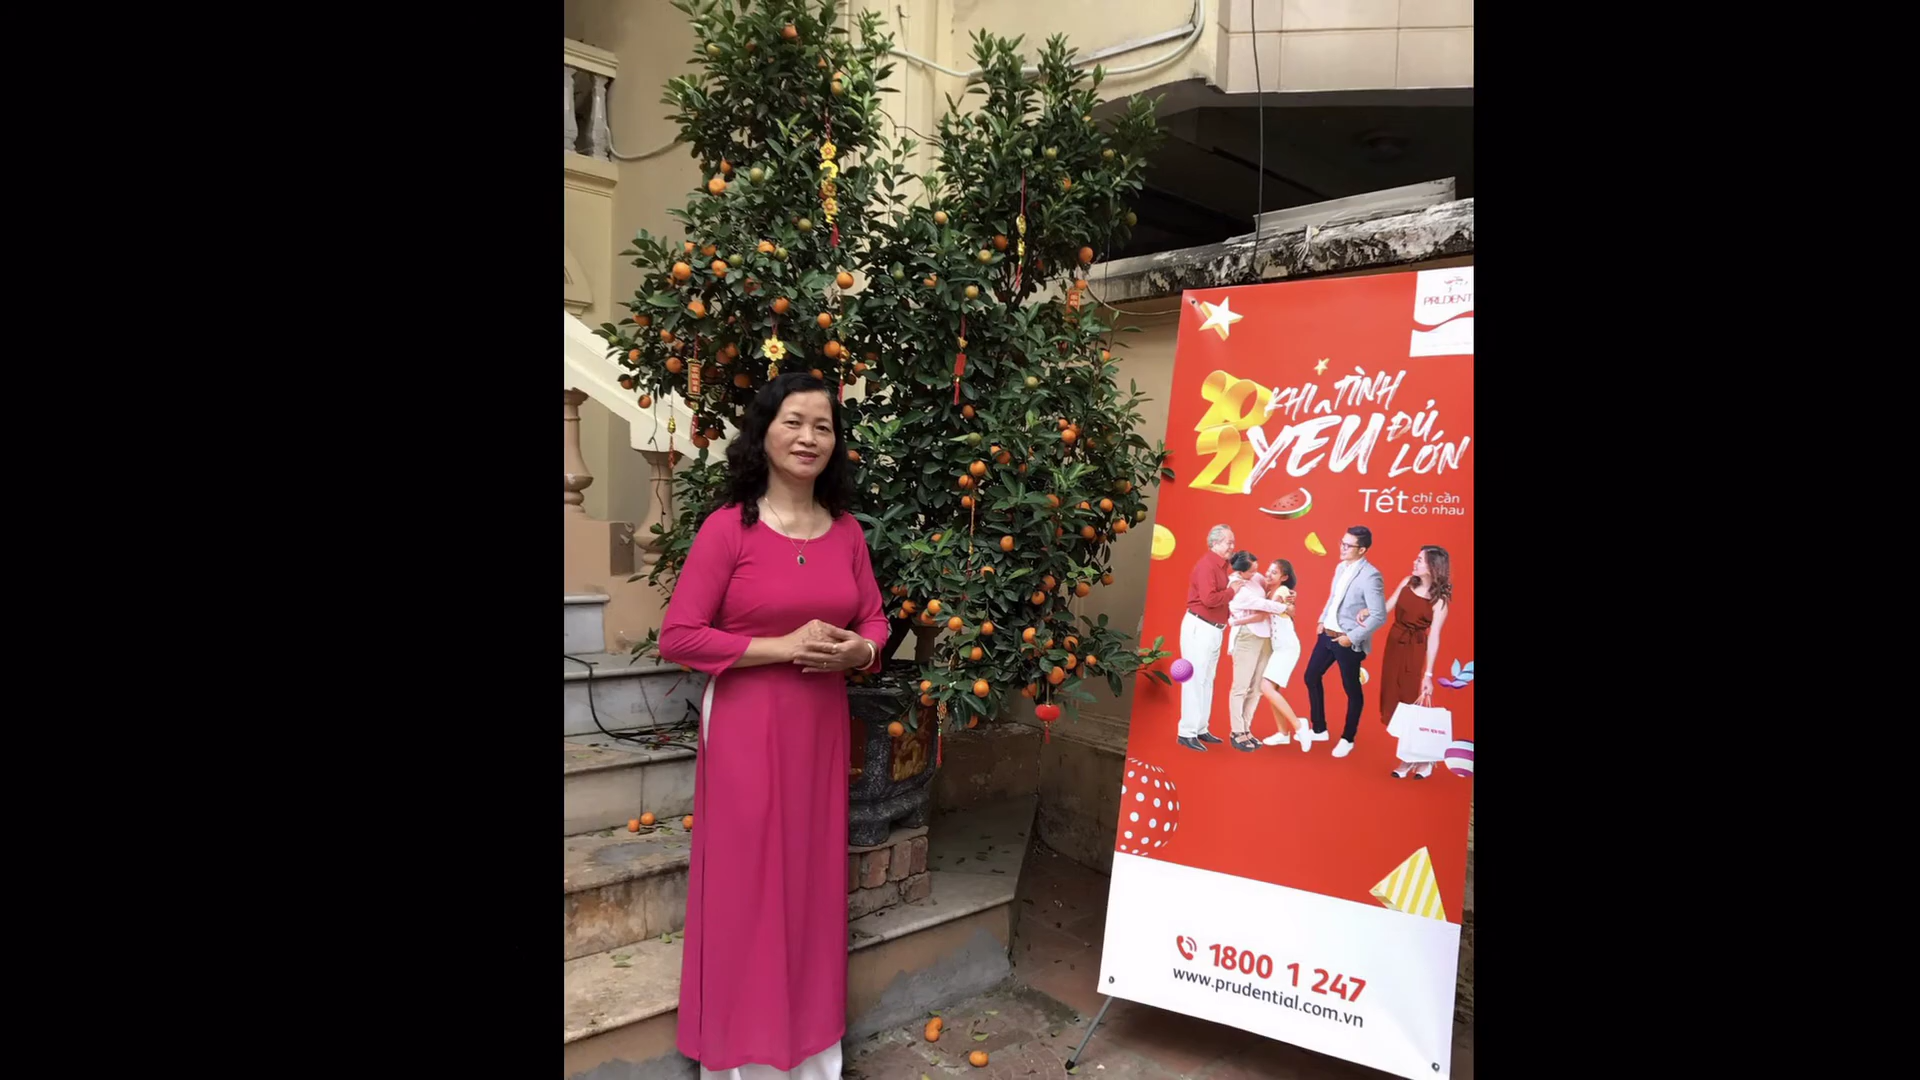 PRUDENT
2021
KHI TÌNH
YÊU ĐỦ
LỚN
Tết chỉ cần
có nhau
1800 1 247
www.prudential.com.vn